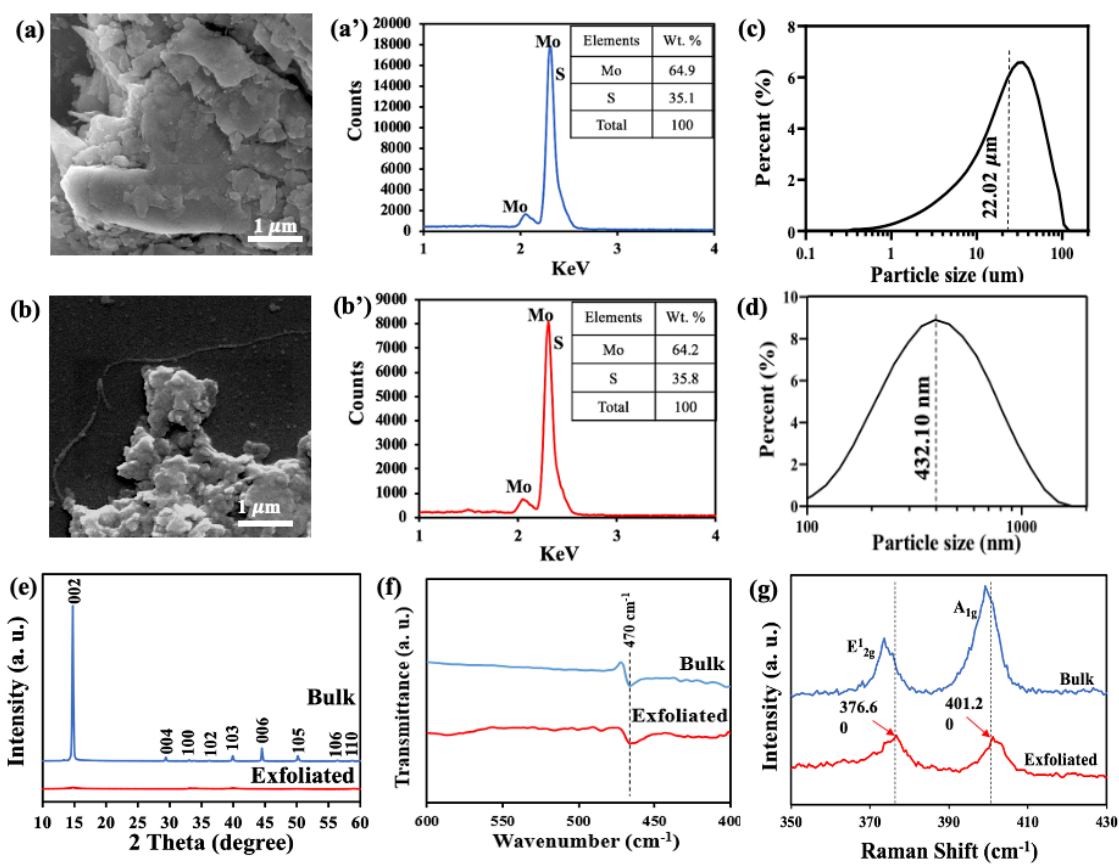 (a)
1 μm
(a')
Counts
20000
18000
16000
14000
12000
10000
8000
6000
4000
2000
0
Mo
S
Mo
Elements Wt. %
Mo 64.9
S 35.1
Total 100
1 2 3 4
KeV
(c)
Percent (%)
8
6
4
2
0
22.02 μm
0.1 1 10 100
Particle size (um)
(b)
1 μm
(b')
Counts
9000
8000
7000
6000
5000
4000
3000
2000
1000
0
Mo
S
Mo
Elements Wt. %
Mo 64.2
S 35.8
Total 100
1 2 3 4
KeV
(d)
Percent (%)
10
8
6
4
2
0
432.10 nm
100 1000
Particle size (nm)
(e)
Intensity (a. u.)
002
Bulk
004
100
102
103
006
105
106
110
Exfoliated
10 15 20 25 30 35 40 45 50 55 60
2 Theta (degree)
(f)
Transmittance (a. u.)
470 cm-1
Bulk
Exfoliated
600 550 500 450 400
Wavenumber (cm-1)
(g)
Intensity (a. u.)
A1g
E12g
Bulk
376.6
0
401.2
0
Exfoliated
350 370 390 410 430
Raman Shift (cm-1)